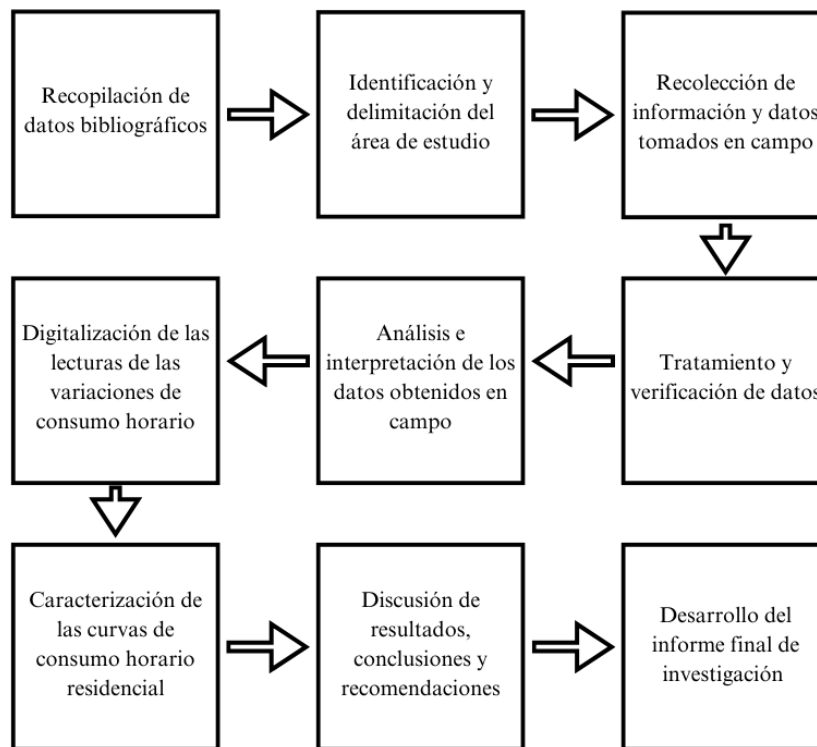 Recopilación de
datos bibliográficos
Identificación y
delimitación del
área de estudio
Recolección de
información y datos
tomados en campo
Tratamiento y
verificación de datos
Análisis e
interpretación de los
datos obtenidos en
campo
Digitalización de las
lecturas de las
variaciones de
consumo horario
Caracterización de
las curvas de
consumo horario
residencial
Discusión de
resultados,
conclusiones y
recomendaciones
Desarrollo del
informe final de
investigación